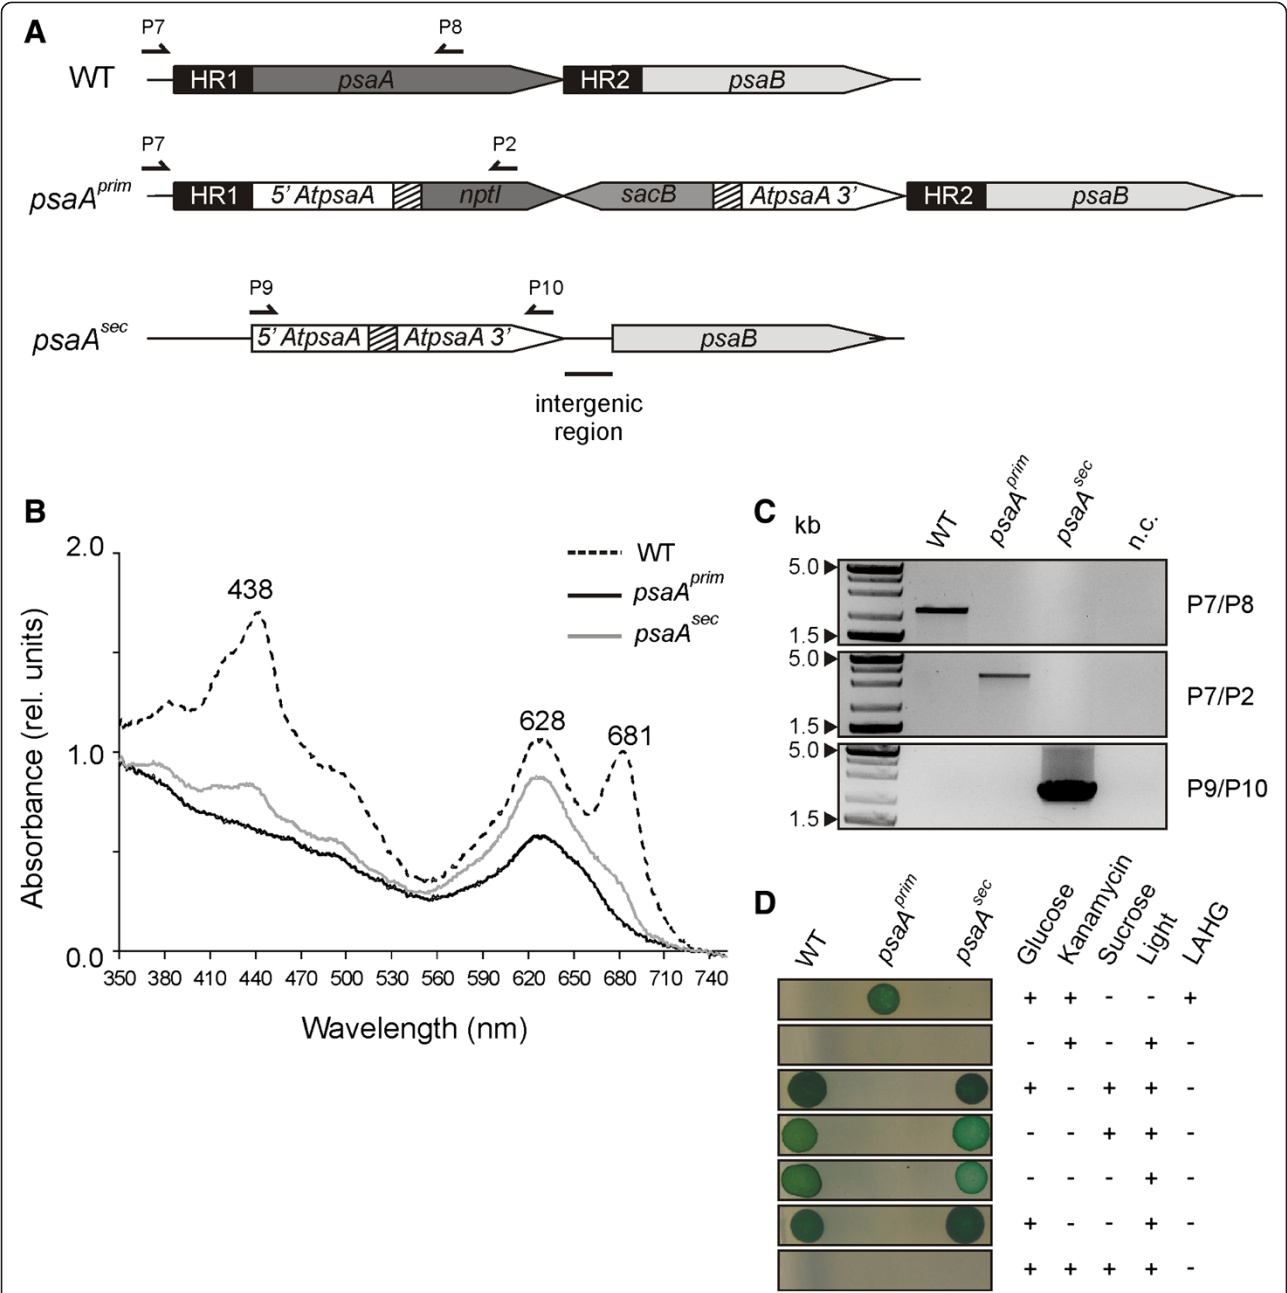 A
P7 P8
WT HR1 psaA HR2 psaB
P7 P2
psaA^prim HR1 5' AtpsaA nptI sacB AtpsaA 3' HR2 psaB
P9 P10
psaA^sec 5' AtpsaA AtpsaA 3' psaB
intergenic
region
B
2.0
1.0
0.0
Absorbance (rel. units)
438
628
681
WT
psaA^prim
psaA^sec
350 380 410 440 470 500 530 560 590 620 650 680 710 740
Wavelength (nm)
C
kb WT psaA^prim psaA^sec n.c.
5.0
1.5
P7/P8
5.0
1.5
P7/P2
5.0
1.5
P9/P10
D
WT psaA^prim psaA^sec Glucose Kanamycin Sucrose Light LAHG
+ + - - +
- + - + -
+ - + + -
- - + + -
- - - + -
+ - - + -
+ + + + -